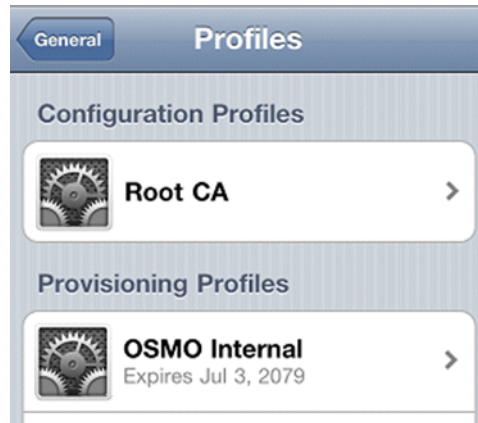 General
Profiles
Configuration Profiles
Root CA
Provisioning Profiles
OSMO Internal
Expires Jul 3, 2079